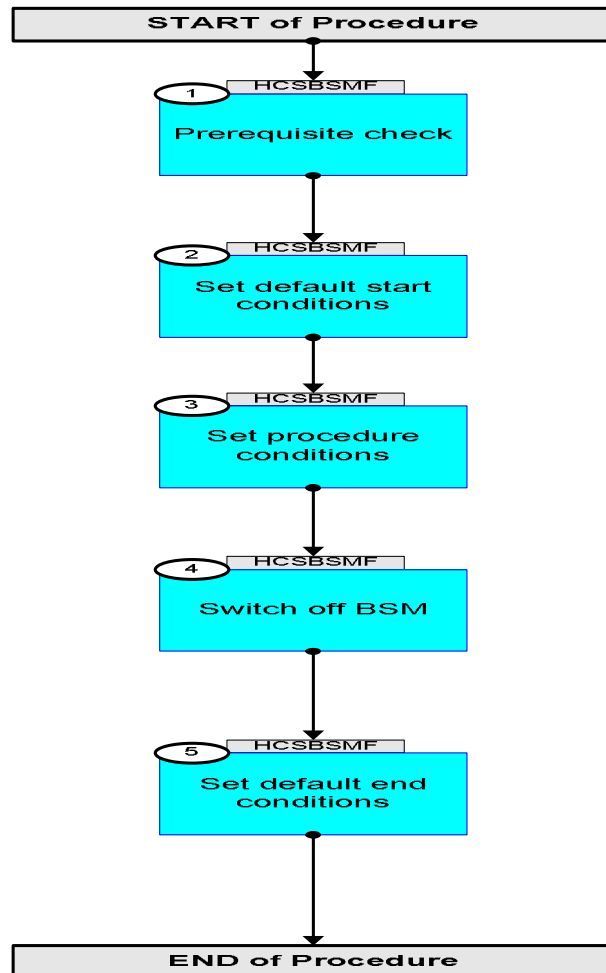 START of Procedure
HCSBSMF
1
Prerequisite check
HCSBSMF
2
Set default start
conditions
HCSBSMF
3
Set procedure
conditions
HCSBSMF
4
Switch off BSM
HCSBSMF
5
Set default end
conditions
END of Procedure